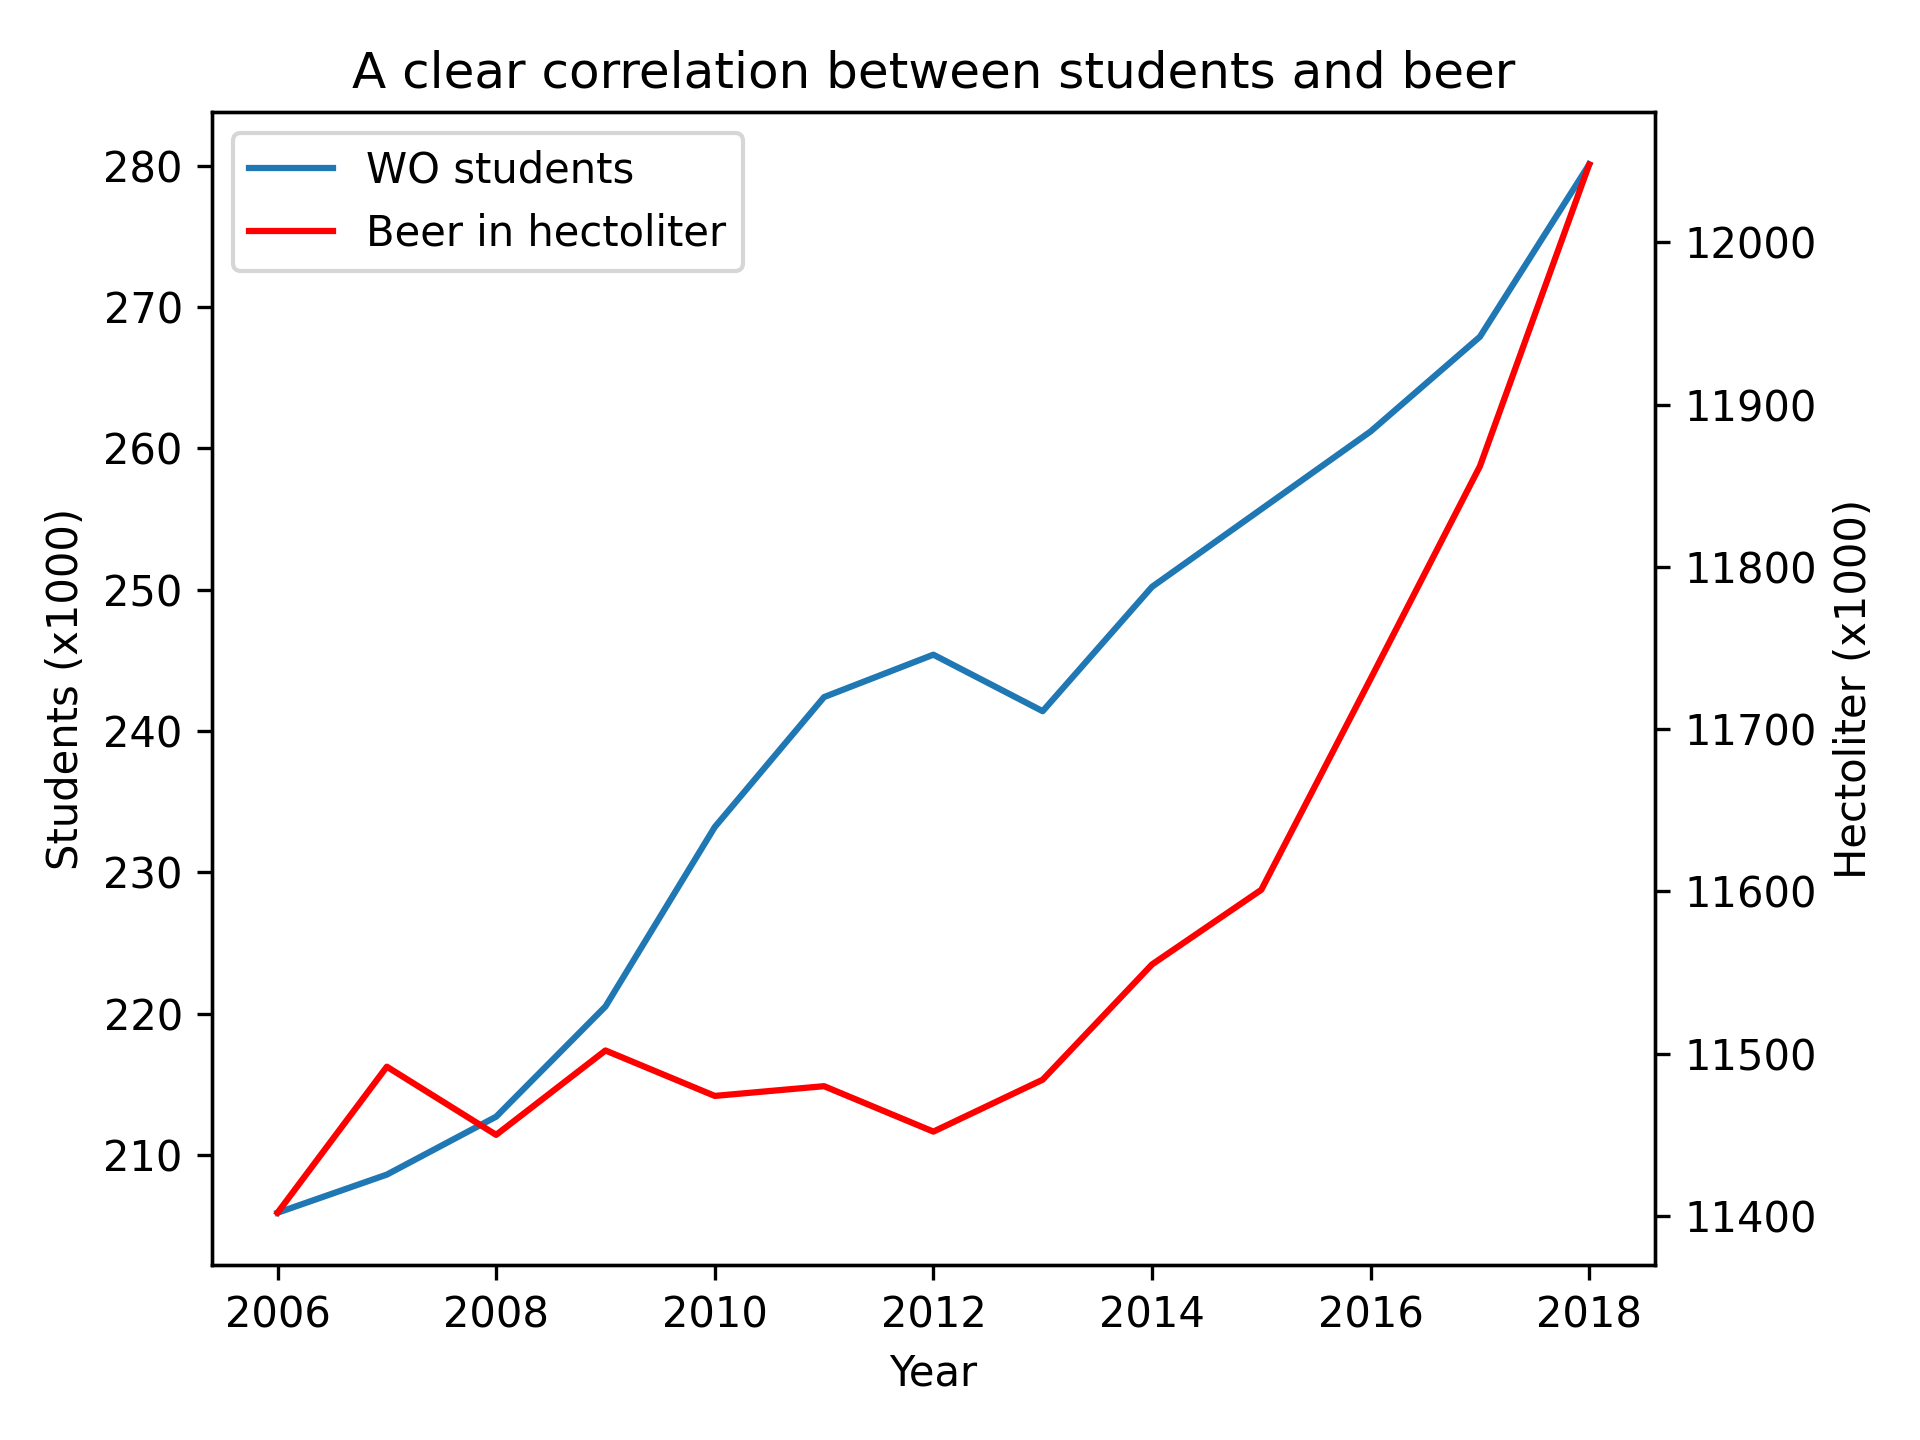 A clear correlation between students and beer
WO students
Beer in hectoliter
280
270
260
250
240
230
220
210
Students (x1000)
12000
11900
11800
11700
11600
11500
11400
Hectoliter (x1000)
2006 2008 2010 2012 2014 2016 2018
Year